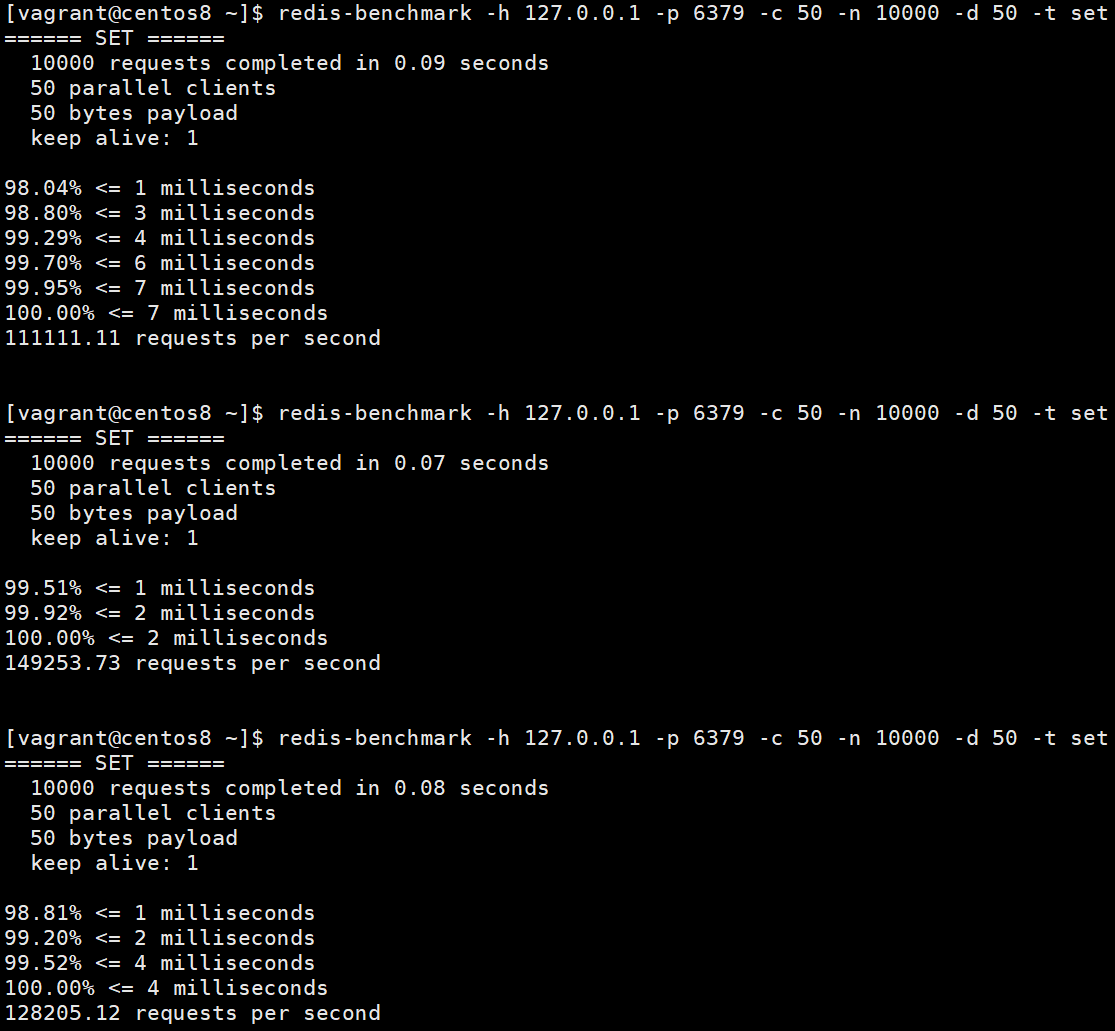 [vagrant@centos8 ~]$ redis-benchmark -h 127.0.0.1 -p 6379 -c 50 -n 10000 -d 50 -t set
====== SET ======
  10000 requests completed in 0.09 seconds
  50 parallel clients
  50 bytes payload
  keep alive: 1

98.04% <= 1 milliseconds
98.80% <= 3 milliseconds
99.29% <= 4 milliseconds
99.70% <= 6 milliseconds
99.95% <= 7 milliseconds
100.00% <= 7 milliseconds
111111.11 requests per second


[vagrant@centos8 ~]$ redis-benchmark -h 127.0.0.1 -p 6379 -c 50 -n 10000 -d 50 -t set
====== SET ======
  10000 requests completed in 0.07 seconds
  50 parallel clients
  50 bytes payload
  keep alive: 1

99.51% <= 1 milliseconds
99.92% <= 2 milliseconds
100.00% <= 2 milliseconds
149253.73 requests per second


[vagrant@centos8 ~]$ redis-benchmark -h 127.0.0.1 -p 6379 -c 50 -n 10000 -d 50 -t set
====== SET ======
  10000 requests completed in 0.08 seconds
  50 parallel clients
  50 bytes payload
  keep alive: 1

98.81% <= 1 milliseconds
99.20% <= 2 milliseconds
99.52% <= 4 milliseconds
100.00% <= 4 milliseconds
128205.12 requests per second